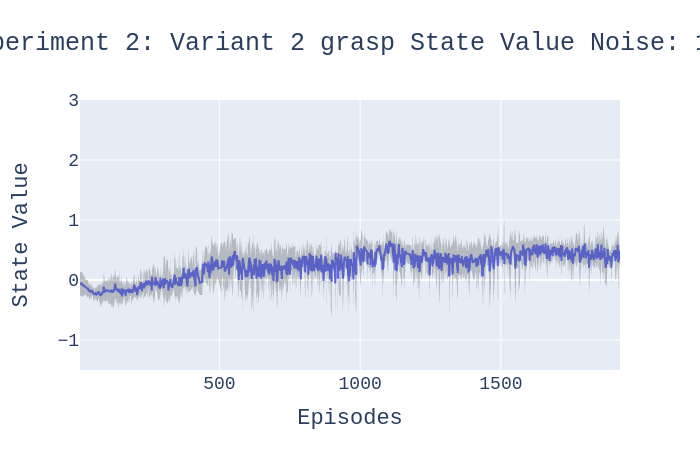 periment 2: Variant 2 grasp State Value Noise:
3
2
1
0
−1
State Value
500
1000
1500
Episodes